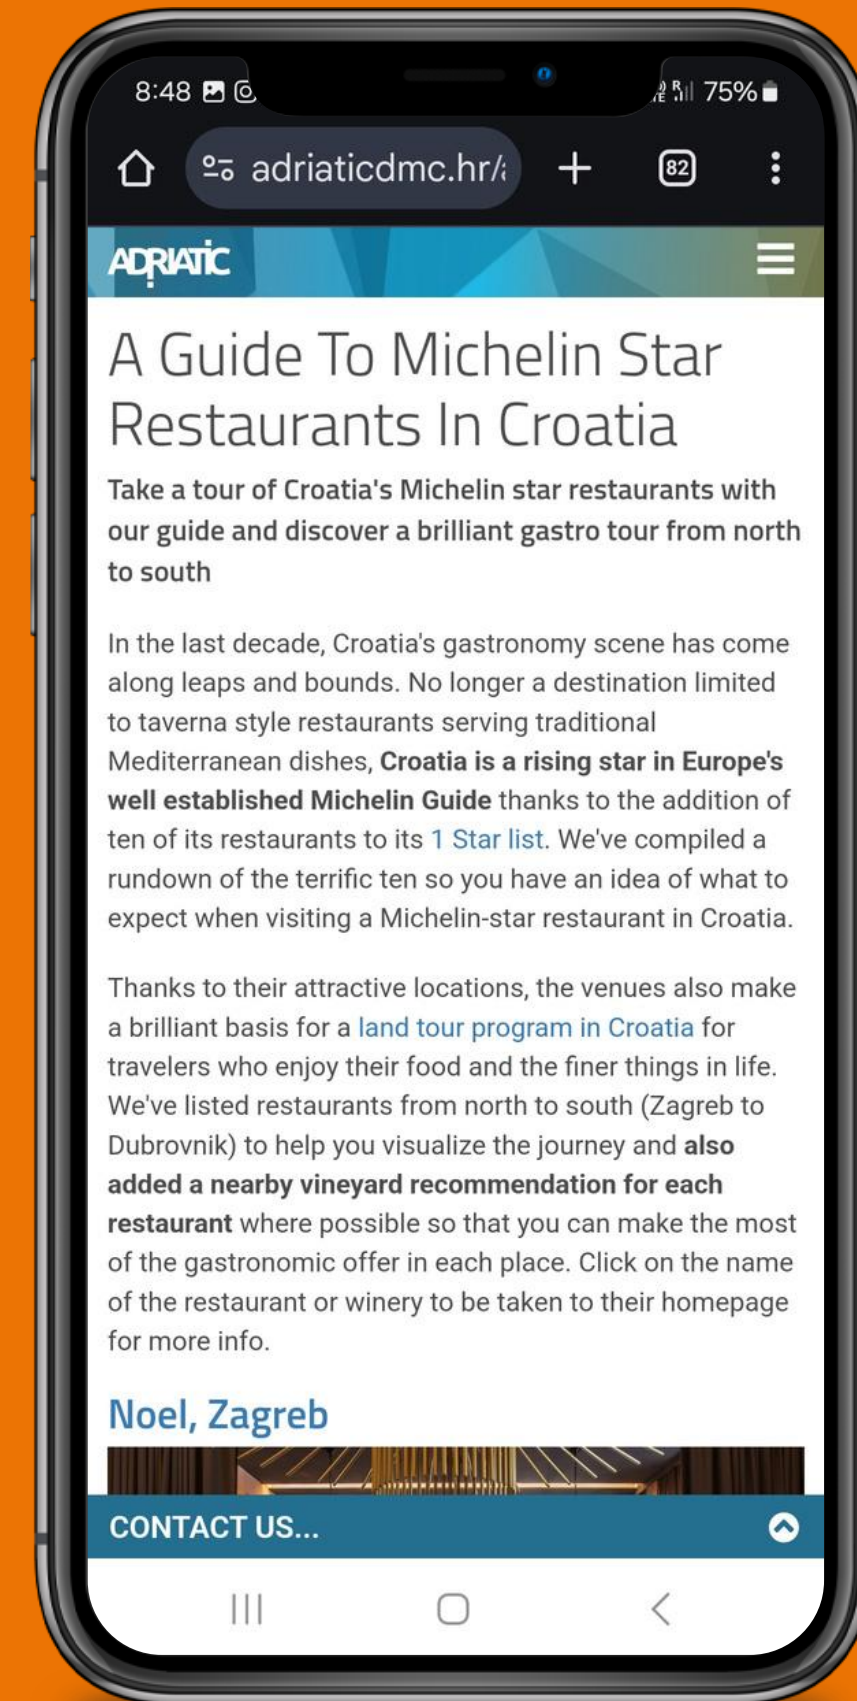 8:48
75%
adriaticdmc.hr/
82
ADRIATIC
A Guide To Michelin Star
Restaurants In Croatia
Take a tour of Croatia's Michelin star restaurants with
our guide and discover a brilliant gastro tour from north
to south
In the last decade, Croatia's gastronomy scene has come
along leaps and bounds. No longer a destination limited
to taverna style restaurants serving traditional
Mediterranean dishes, Croatia is a rising star in Europe's
well established Michelin Guide thanks to the addition of
ten of its restaurants to its 1 Star list. We've compiled a
rundown of the terrific ten so you have an idea of what to
expect when visiting a Michelin-star restaurant in Croatia.
Thanks to their attractive locations, the venues also make
a brilliant basis for a land tour program in Croatia for
travelers who enjoy their food and the finer things in life.
We've listed restaurants from north to south (Zagreb to
Dubrovnik) to help you visualize the journey and also
added a nearby vineyard recommendation for each
restaurant where possible so that you can make the most
of the gastronomic offer in each place. Click on the name
of the restaurant or winery to be taken to their homepage
for more info.
Noel, Zagreb
CONTACT US...